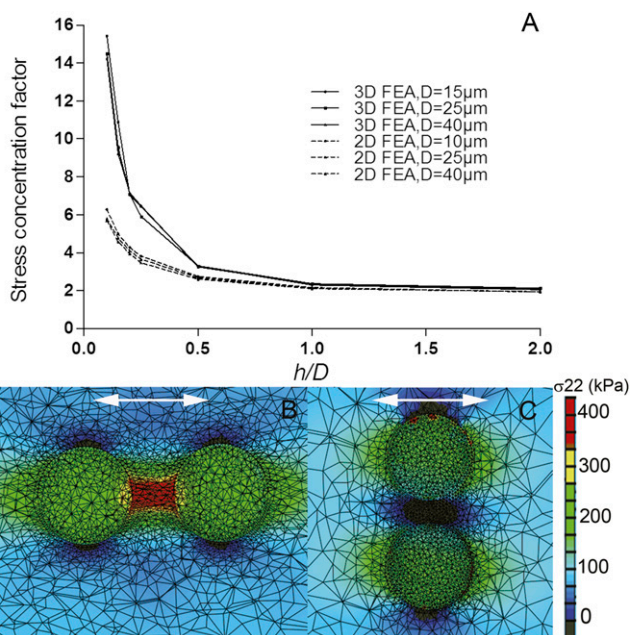 A
Stress concentration factor
16
14
12
10
8
6
4
2
0
3D FEA,D=15μm
3D FEA,D=25μm
3D FEA,D=40μm
2D FEA,D=10μm
2D FEA,D=25μm
2D FEA,D=40μm
0.0
0.5
1.0
1.5
2.0
h/D
B
C
σ22 (kPa)
400
300
200
100
0